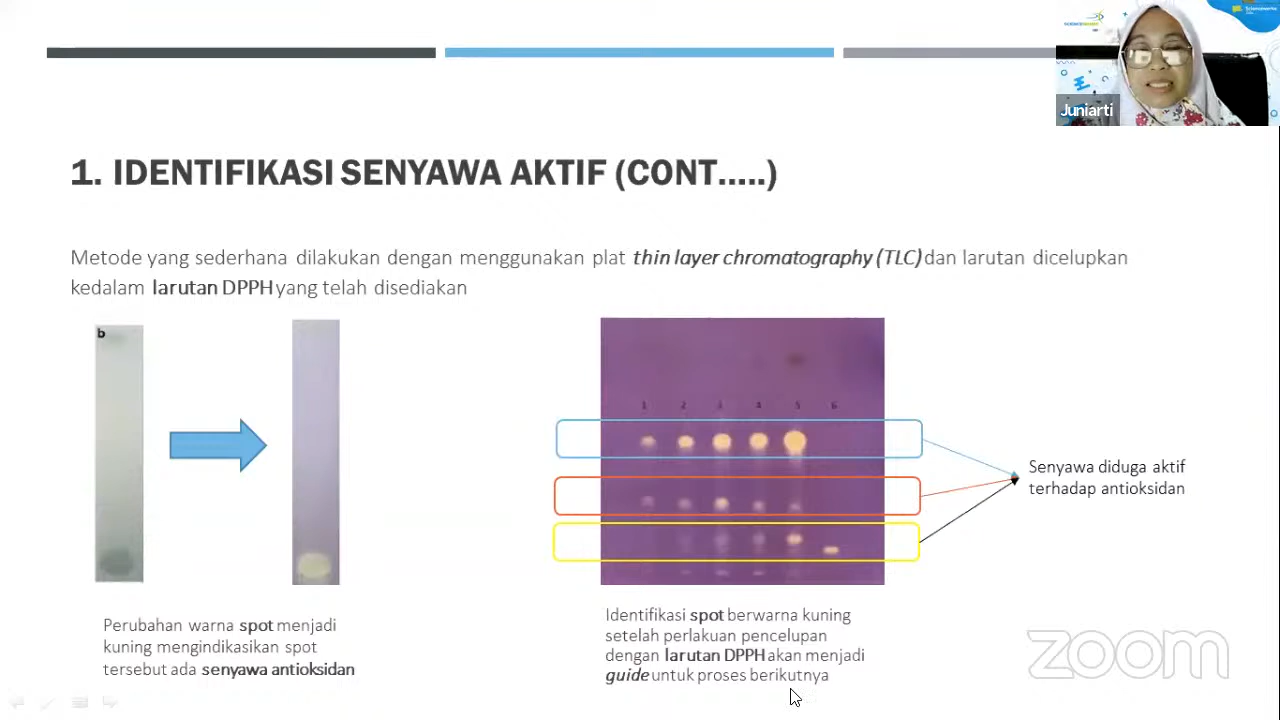 Juniarti
1. IDENTIFIKASI SENYAWA AKTIF (CONT.....)
Metode yang sederhana dilakukan dengan menggunakan plat thin layer chromatography (TLC) dan larutan dicelupkan
kedalam larutan DPPH yang telah disediakan
b
1 2 3 4 5 6
Senyawa diduga aktif
terhadap antioksidan
Perubahan warna spot menjadi
kuning mengindikasikan spot
tersebut ada senyawa antioksidan
Identifikasi spot berwarna kuning
setelah perlakuan pencelupan
dengan larutan DPPH akan menjadi
guide untuk proses berikutnya
zoom